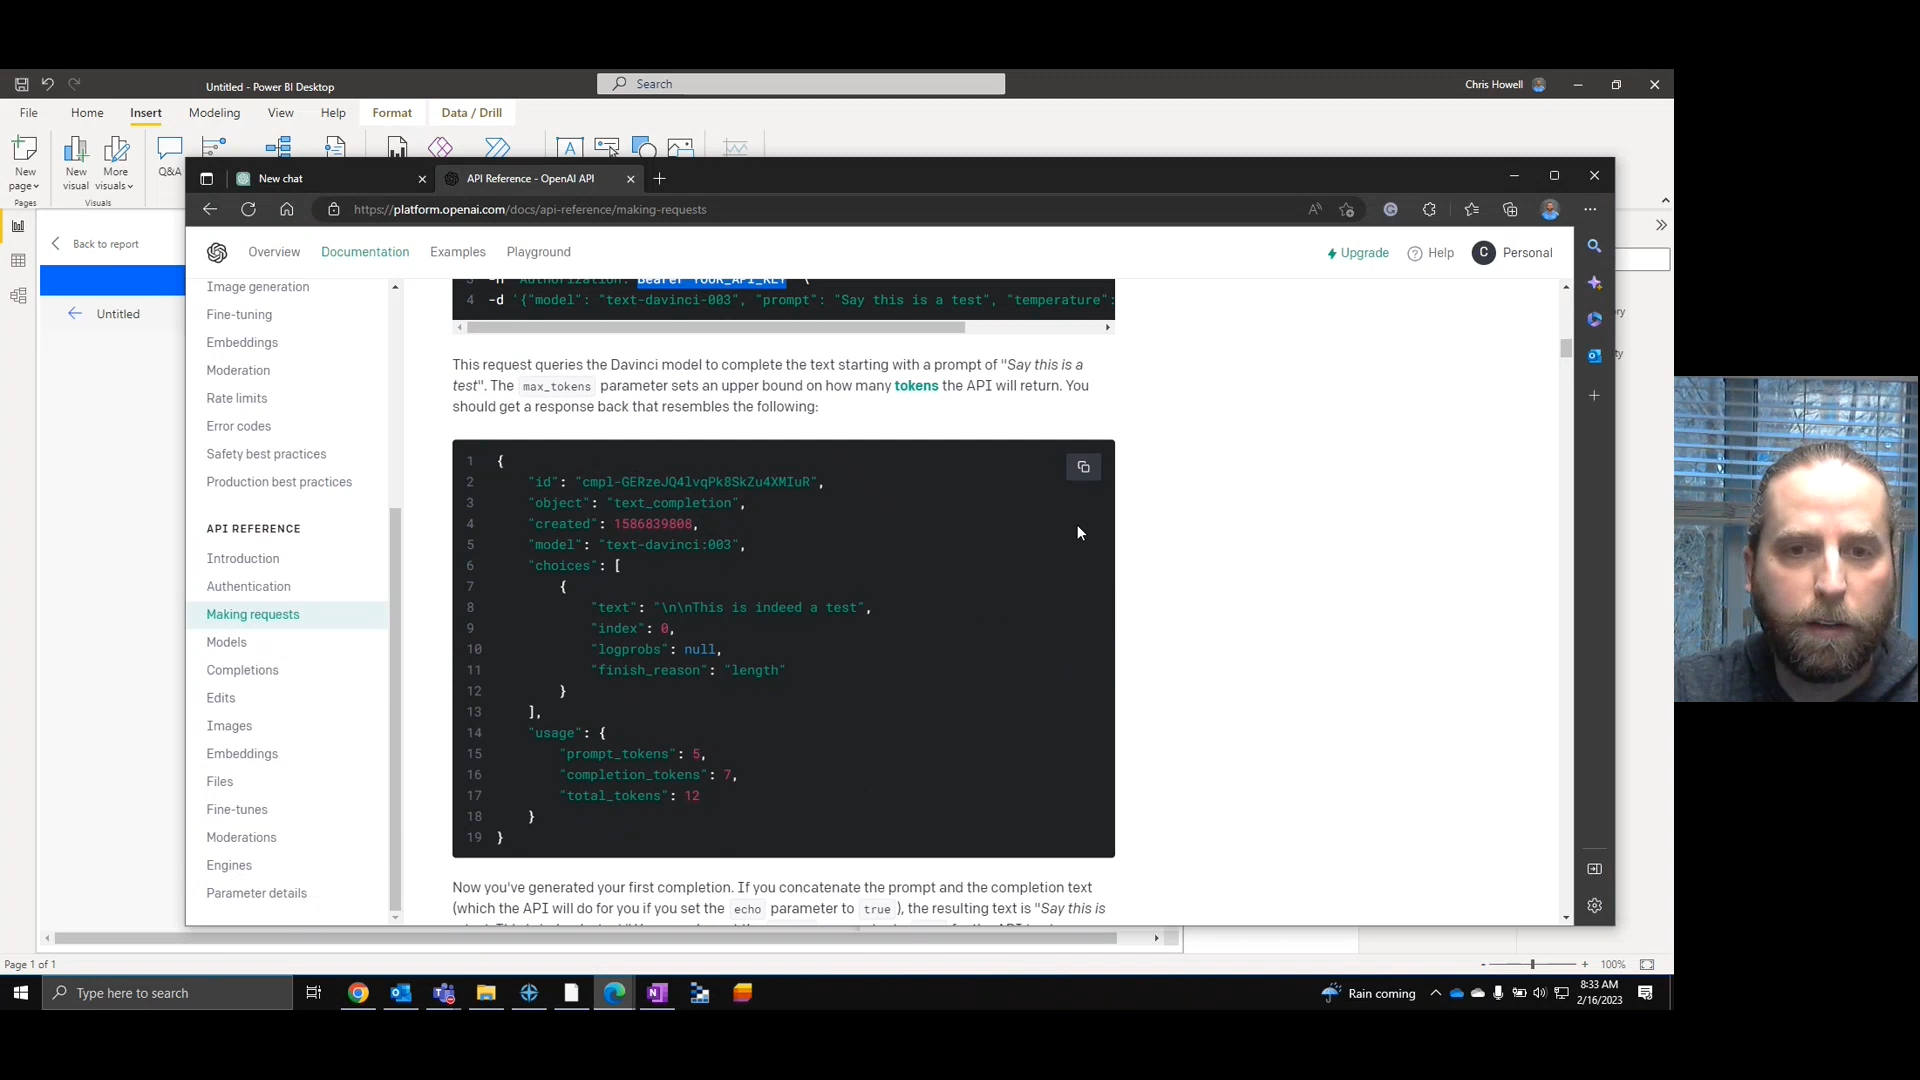 Untitled - Power BI Desktop
Search
Chris Howell
File
Home
Insert
Modeling
View
Help
Format
Data / Drill
New page
New visual
More visuals
Q&A
Pages
Visuals
New chat
API Reference - OpenAI API
https://platform.openai.com/docs/api-reference/making-requests
Back to report
Untitled
Overview
Documentation
Examples
Playground
Upgrade
Help
C
Personal
Image generation
Fine-tuning
Embeddings
Moderation
Rate limits
Error codes
Safety best practices
Production best practices
API REFERENCE
Introduction
Authentication
Making requests
Models
Completions
Edits
Images
Embeddings
Files
Fine-tunes
Moderations
Engines
Parameter details
4 -d '{"model": "text-davinci-003", "prompt": "Say this is a test", "temperature":
This request queries the Davinci model to complete the text starting with a prompt of "Say this is a
test". The max_tokens parameter sets an upper bound on how many tokens the API will return. You
should get a response back that resembles the following:
1 {
2 "id": "cmpl-GERzeJQ4lvqPk8SkZu4XMIuR",
3 "object": "text_completion",
4 "created": 1586839808,
5 "model": "text-davinci:003",
6 "choices": [
7 {
8 "text": "\n\nThis is indeed a test",
9 "index": 0,
10 "logprobs": null,
11 "finish_reason": "length"
12 }
13 ],
14 "usage": {
15 "prompt_tokens": 5,
16 "completion_tokens": 7,
17 "total_tokens": 12
18 }
19 }
Now you've generated your first completion. If you concatenate the prompt and the completion text
(which the API will do for you if you set the echo parameter to true ), the resulting text is "Say this is
Page 1 of 1
100%
Type here to search
Rain coming
8:33 AM
2/16/2023